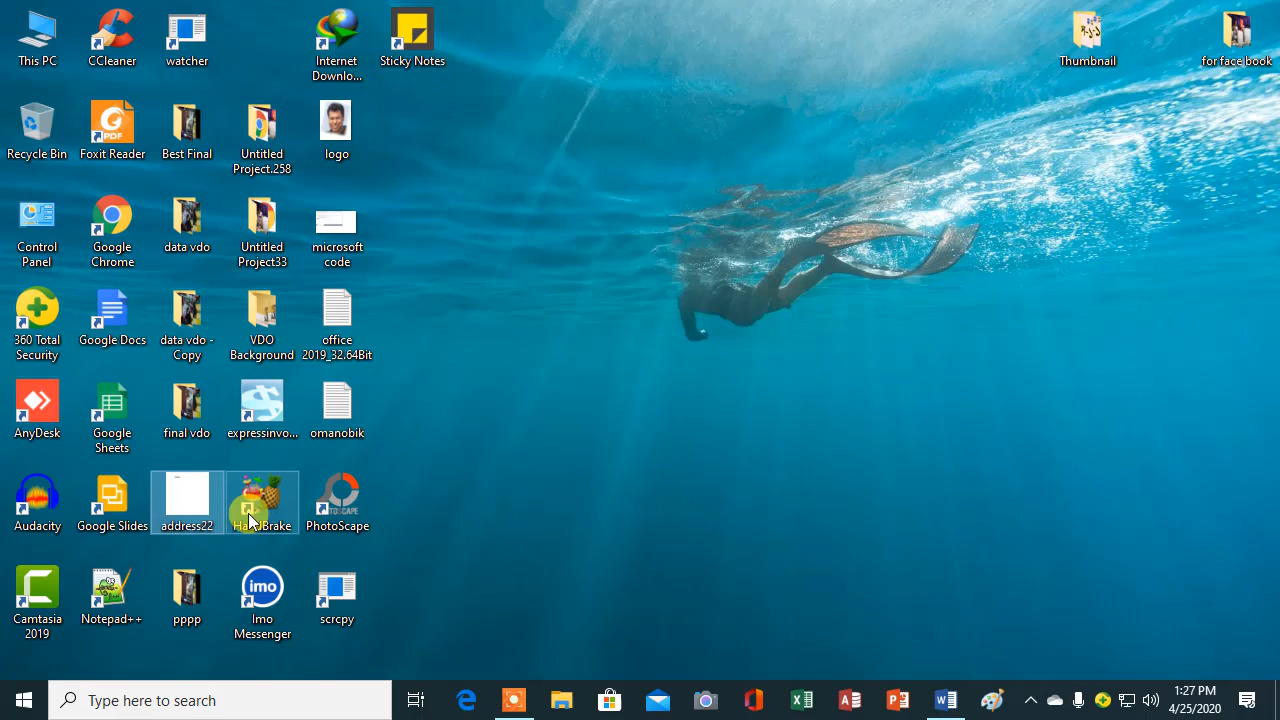 This PC
CCleaner
watcher
Internet
Downlo...
Sticky Notes
Thumbnail
for face book
Recycle Bin
Foxit Reader
Best Final
Untitled
Project.258
logo
Control
Panel
Google
Chrome
data vdo
Untitled
Project33
microsoft
code
360 Total
Security
Google Docs
data vdo -
Copy
VDO
Background
office
2019_32.64Bit
AnyDesk
Google
Sheets
final vdo
expressinvo...
omanobik
Audacity
Google Slides
address22
HandBrake
PhotoScape
Camtasia
2019
Notep​ad++
pppp
imo
Imo
Messenger
scrcpy
Type here to search
1:27 PM
4/25/2020